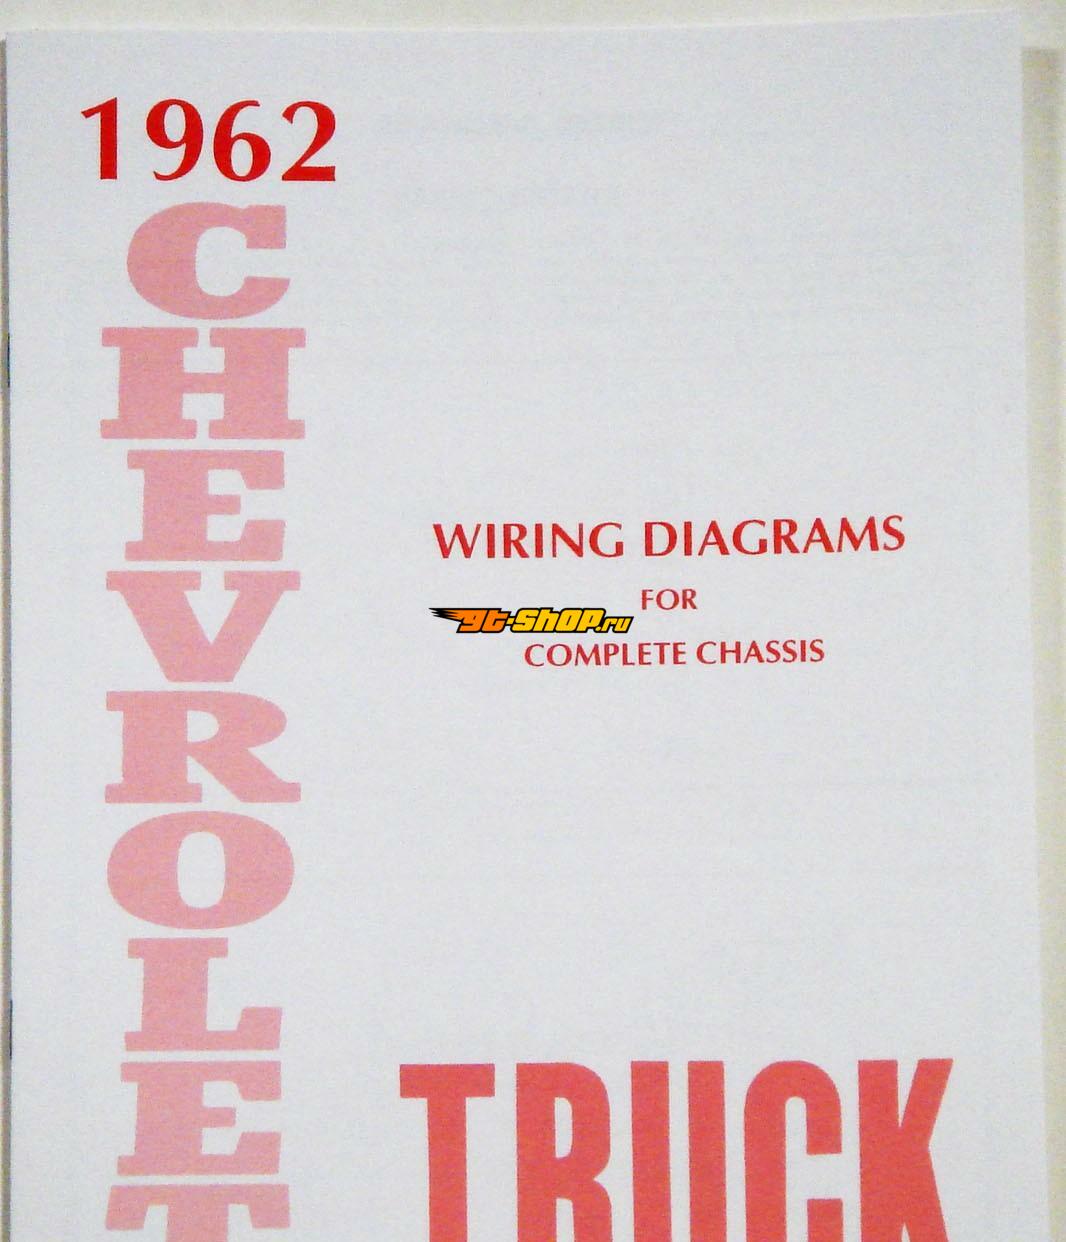 1962
CHEVROLET
WIRING DIAGRAMS
FOR
gt-shop.ru
COMPLETE CHASSIS
TRUCK